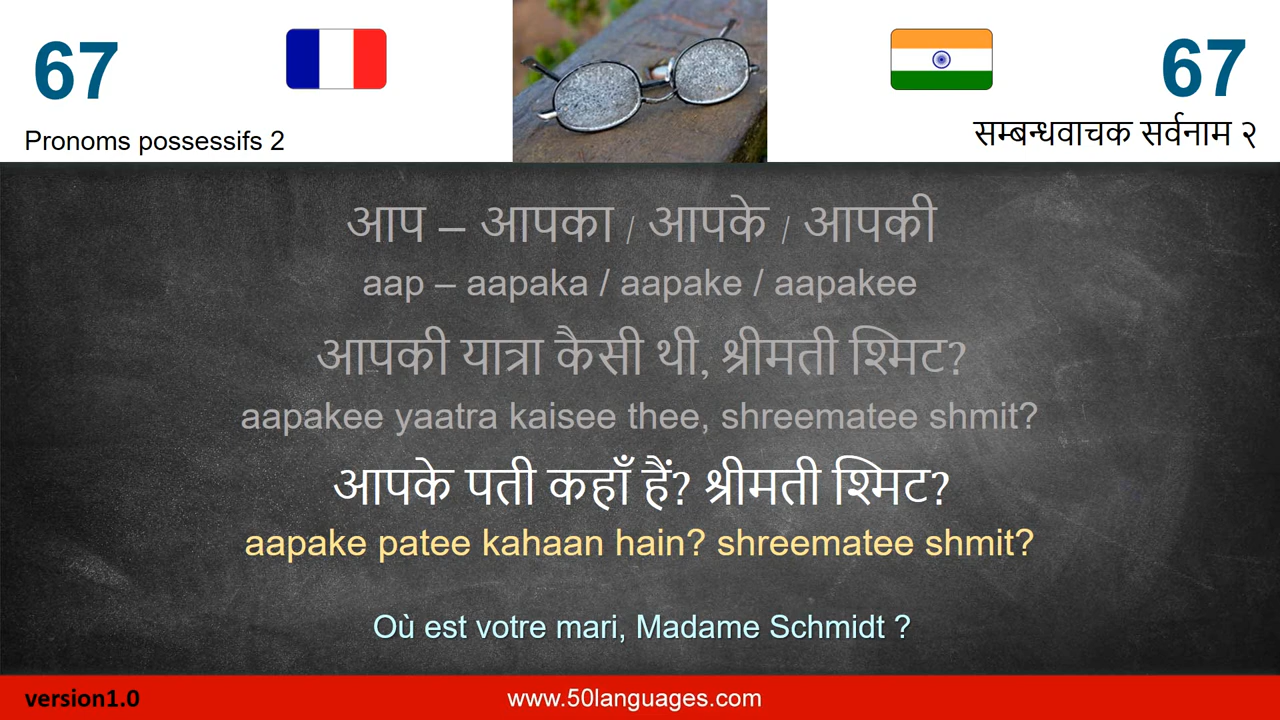 67
67
Pronoms possessifs 2
सम्बन्धवाचक सर्वनाम २
आप – आपका / आपके / आपकी
aap – aapaka / aapake / aapakee
आपकी यात्रा कैसी थी, श्रीमती श्मिट?
aapakee yaatra kaisee thee, shreematee shmit?
आपके पती कहाँ हैं? श्रीमती श्मिट?
aapake patee kahaan hain? shreematee shmit?
Où est votre mari, Madame Schmidt ?
version1.0
www.50languages.com